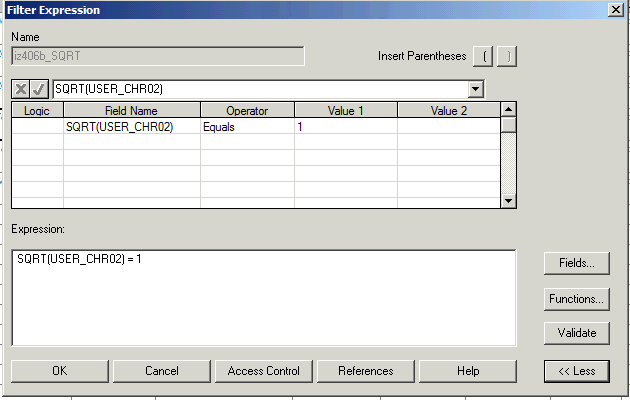 Filter Expression
Name
Insert Parentheses ( )
iz406b_SQRT
SQRT(USER_CHR02)
Logic Field Name Operator Value 1 Value 2
SQRT(USER_CHR02) Equals 1
Expression:
SQRT(USER_CHR02) = 1
Fields...
Functions...
Validate
OK Cancel Access Control References Help << Less